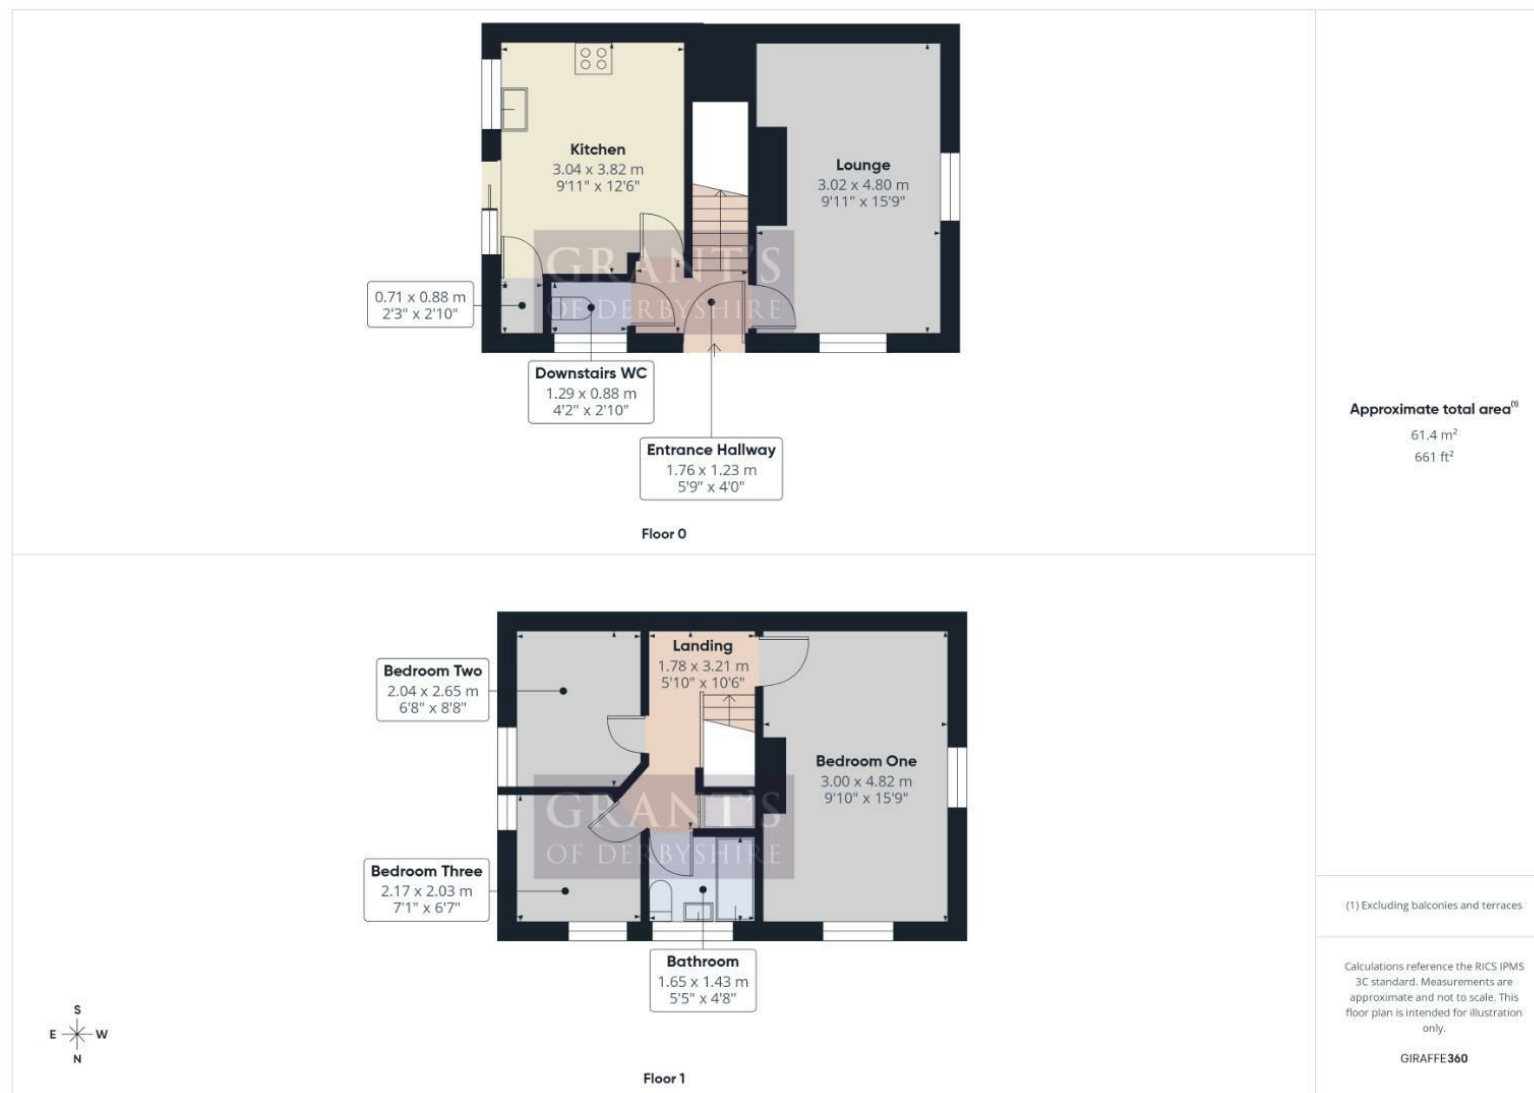 Kitchen
3.04 x 3.82 m
9'11" x 12'6"
Lounge
3.02 x 4.80 m
9'11" x 15'9"
GRANT'S
OF DERBYSHIRE
0.71 x 0.88 m
2'3" x 2'10"
Downstairs WC
1.29 x 0.88 m
4'2" x 2'10"
Entrance Hallway
1.76 x 1.23 m
5'9" x 4'0"
Floor 0
Approximate total area(1)
61.4 m²
661 ft²
Landing
1.78 x 3.21 m
5'10" x 10'6"
Bedroom Two
2.04 x 2.65 m
6'8" x 8'8"
Bedroom One
3.00 x 4.82 m
9'10" x 15'9"
GRANT'S
OF DERBYSHIRE
Bedroom Three
2.17 x 2.03 m
7'1" x 6'7"
Bathroom
1.65 x 1.43 m
5'5" x 4'8"
S
E W
N
Floor 1
(1) Excluding balconies and terraces
Calculations reference the RICS IPMS
3C standard. Measurements are
approximate and not to scale. This
floor plan is intended for illustration
only.
GIRAFFE360